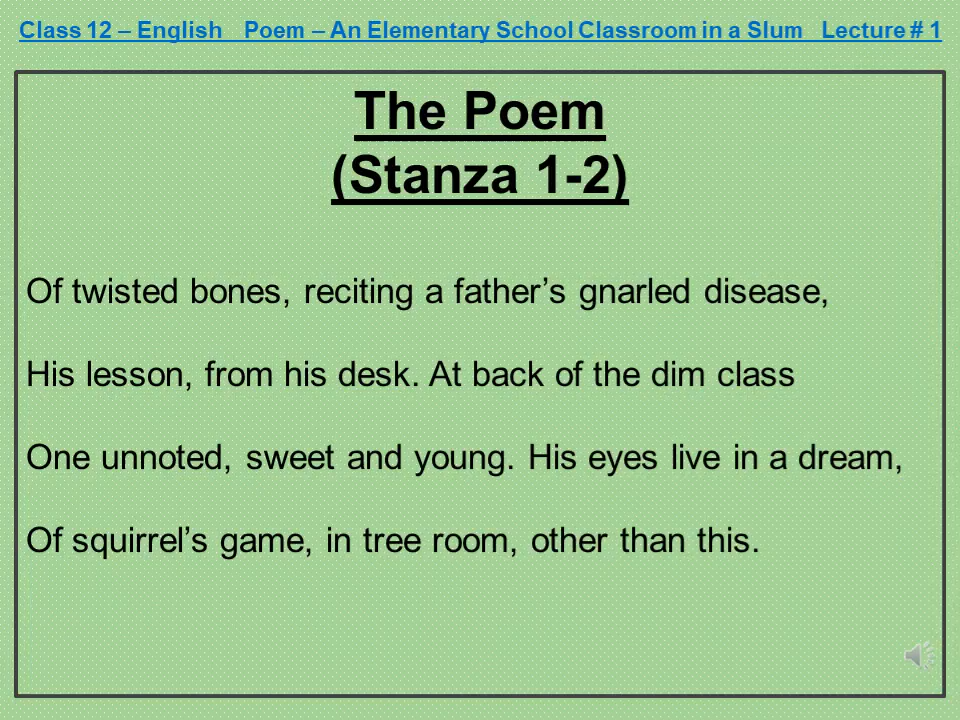 Class 12 – English   Poem – An Elementary School Classroom in a Slum   Lecture # 1
The Poem
(Stanza 1-2)
Of twisted bones, reciting a father’s gnarled disease,
His lesson, from his desk. At back of the dim class
One unnoted, sweet and young. His eyes live in a dream,
Of squirrel’s game, in tree room, other than this.